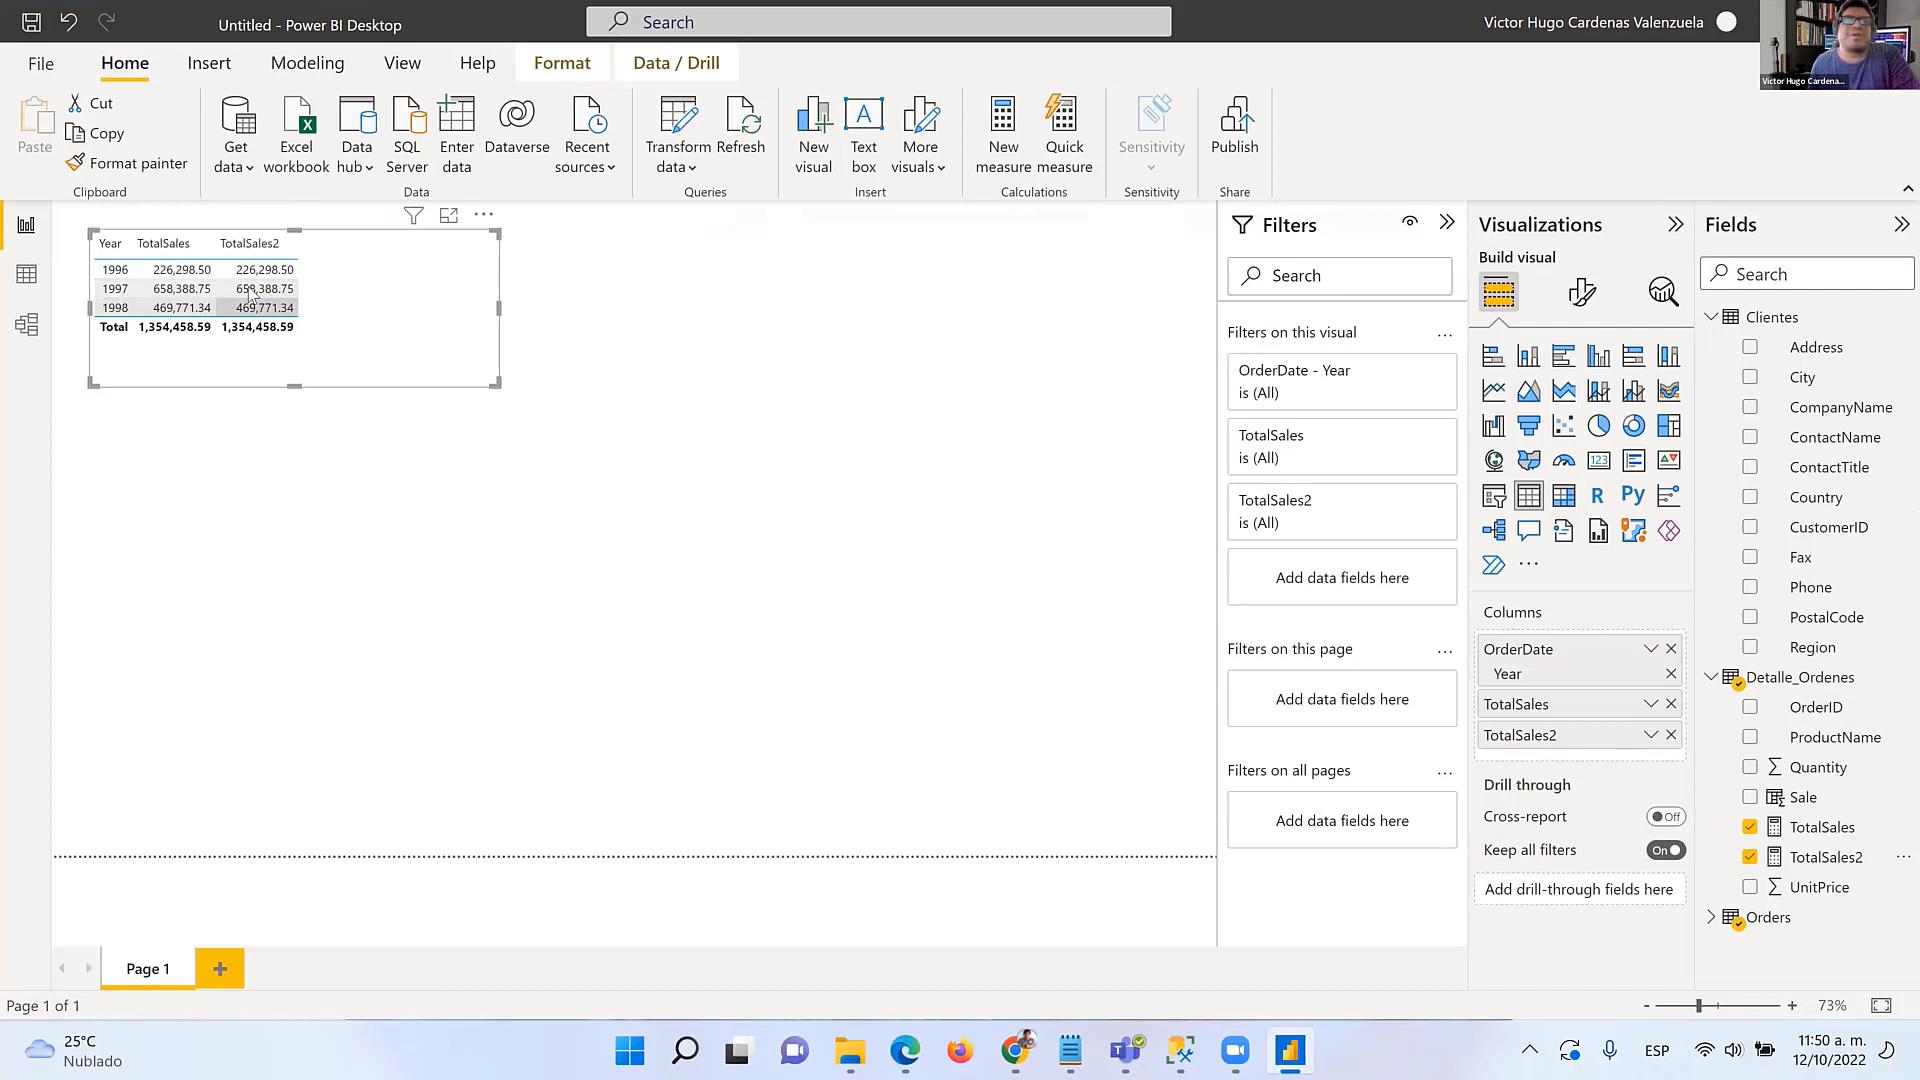 Untitled - Power BI Desktop
Search
Victor Hugo Cardenas Valenzuela
Victor Hugo Cardena...
File
Home
Insert
Modeling
View
Help
Format
Data / Drill
Paste
Cut
Copy
Format painter
Clipboard
Get data
Excel workbook
Data hub
SQL Server
Enter data
Dataverse
Recent sources
Data
Transform data
Refresh
Queries
New visual
Text box
More visuals
Insert
New measure
Quick measure
Calculations
Sensitivity
Sensitivity
Publish
Share
Year TotalSales TotalSales2
1996 226,298.50 226,298.50
1997 658,388.75 658,388.75
1998 469,771.34 469,771.34
Total 1,354,458.59 1,354,458.59
Filters
Search
Filters on this visual
...
OrderDate - Year
is (All)
TotalSales
is (All)
TotalSales2
is (All)
Add data fields here
Filters on this page
...
Add data fields here
Filters on all pages
...
Add data fields here
Visualizations
Build visual
123
R
Py
...
Columns
OrderDate
Year
TotalSales
TotalSales2
Drill through
Cross-report
Off
Keep all filters
On
Add drill-through fields here
Fields
Search
Clientes
Address
City
CompanyName
ContactName
ContactTitle
Country
CustomerID
Fax
Phone
PostalCode
Region
Detalle_Ordenes
OrderID
ProductName
Quantity
Sale
TotalSales
TotalSales2
...
UnitPrice
Orders
Page 1
Page 1 of 1
- + 73%
25°C
Nublado
ESP
11:50 a. m.
12/10/2022